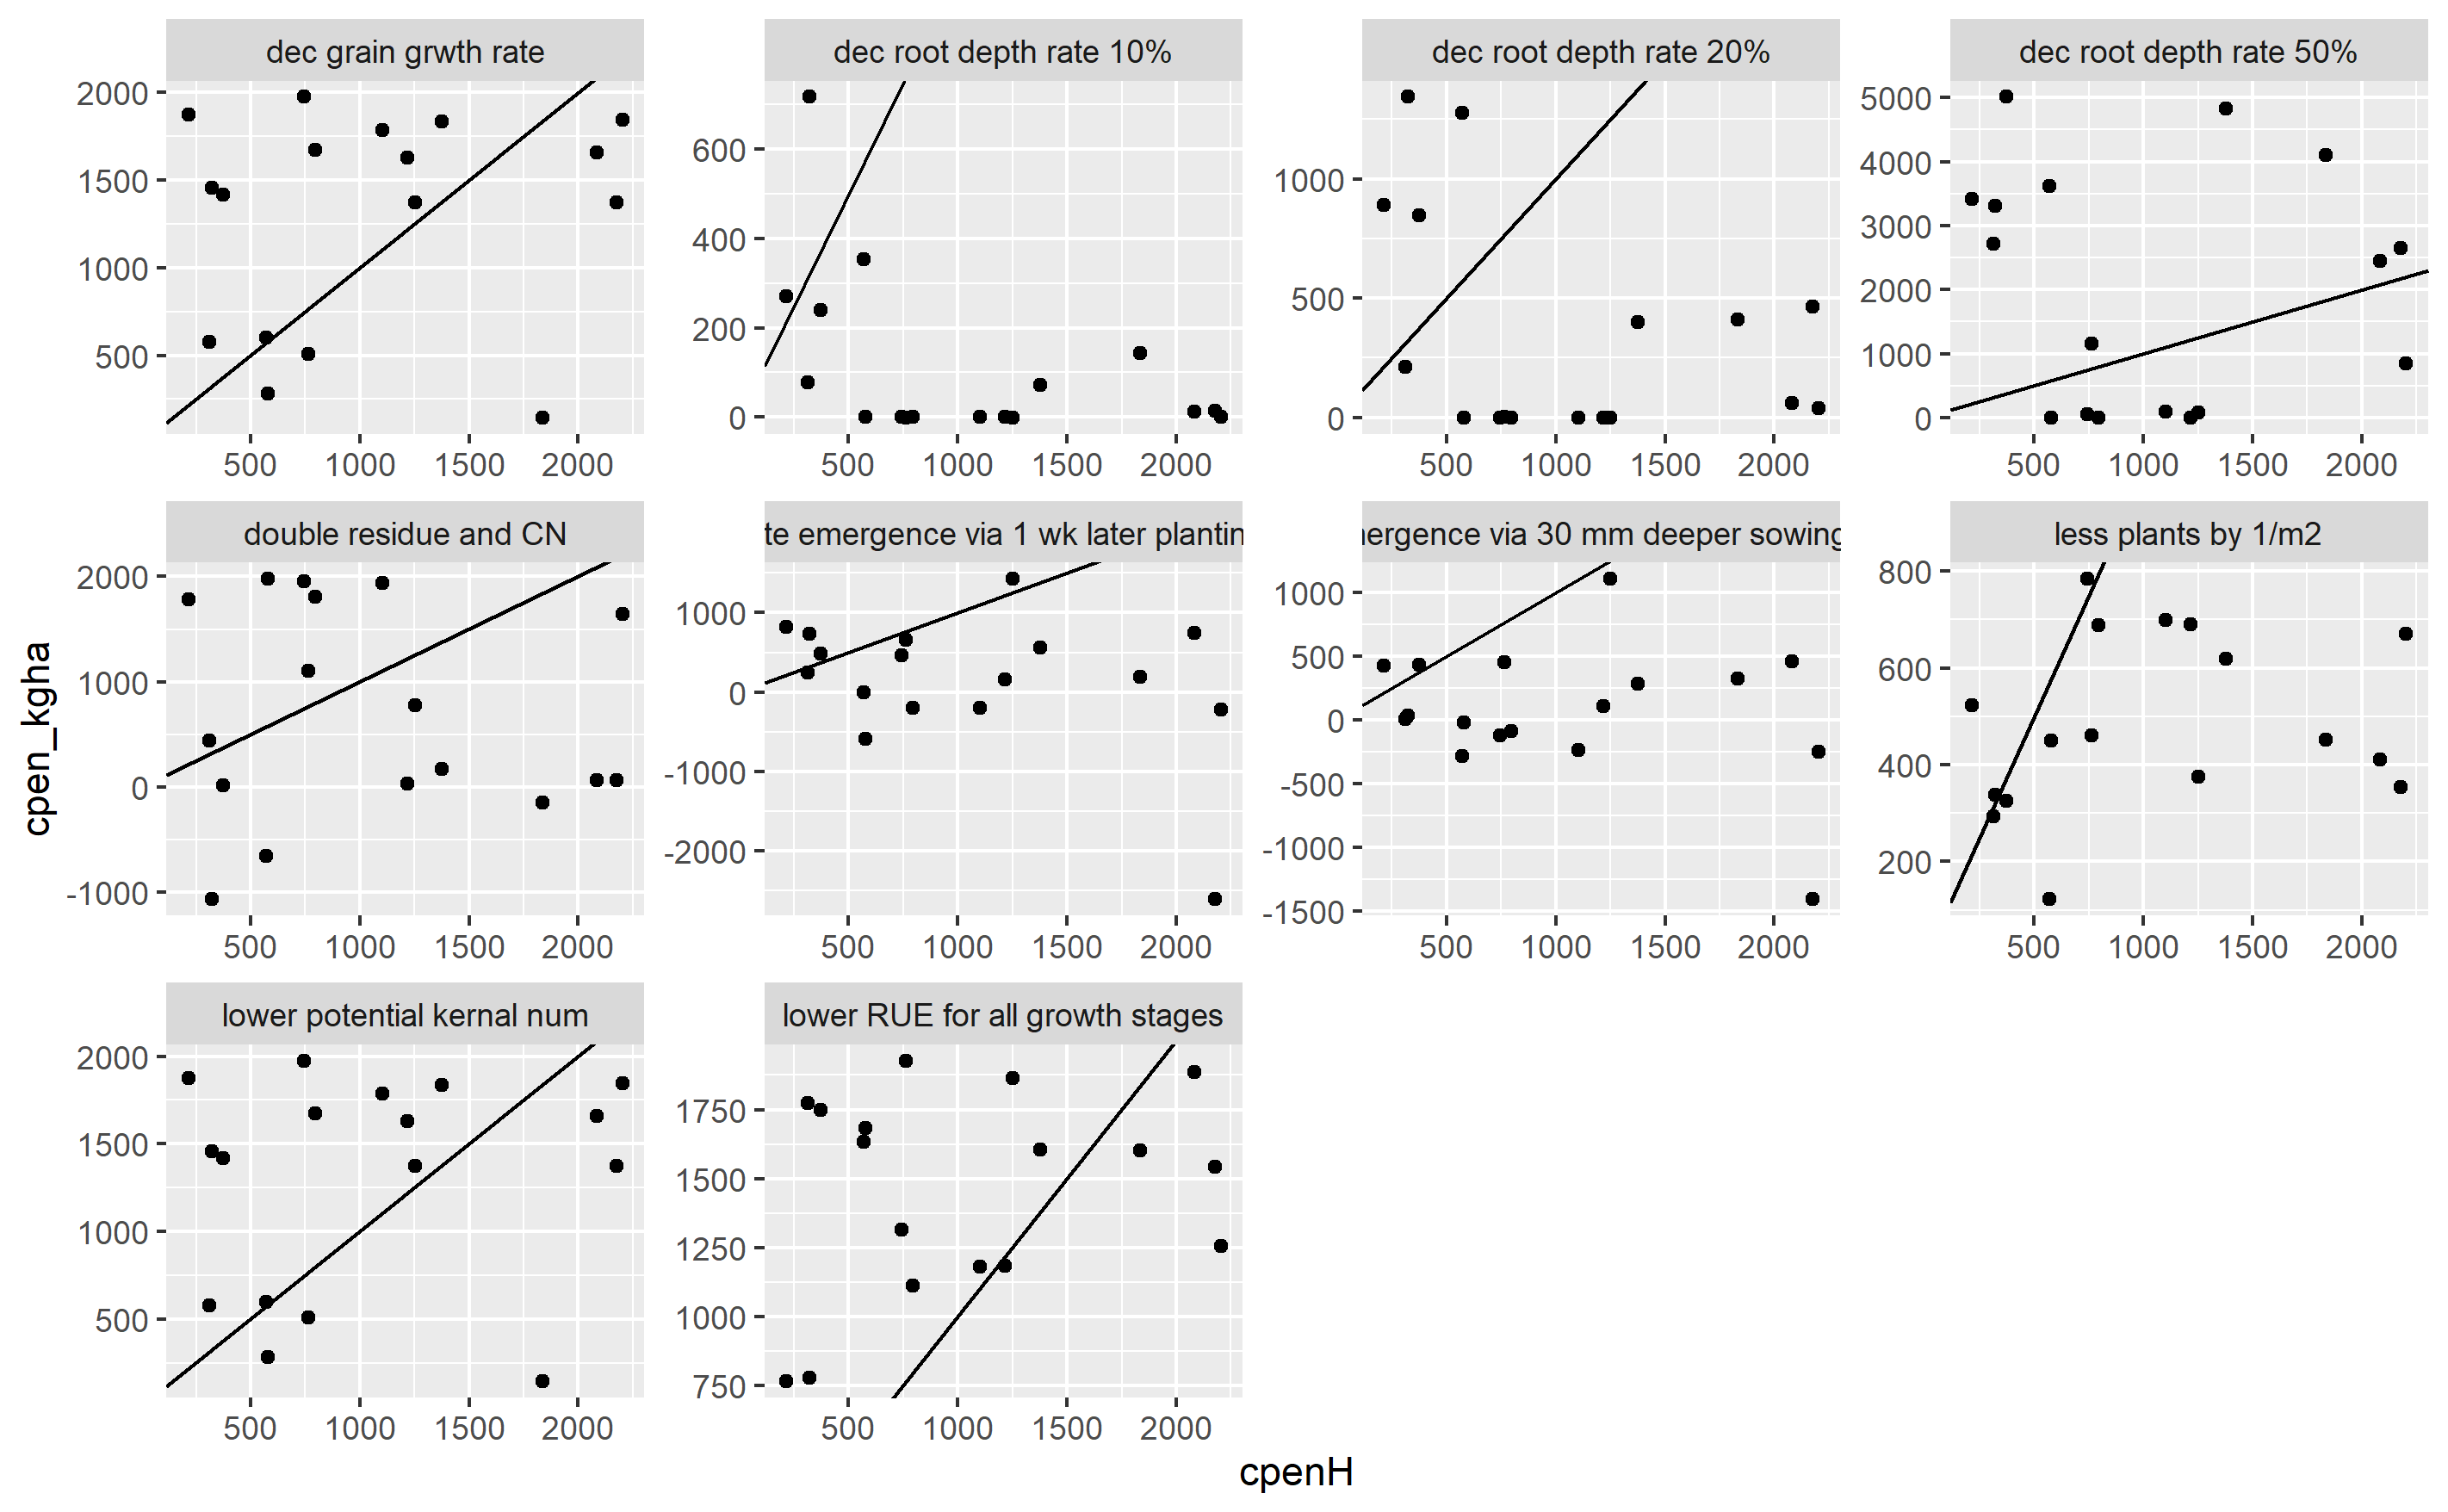 dec grain grwth rate
dec root depth rate 10%
dec root depth rate 20%
dec root depth rate 50%
2000
1500
1000
500
500 1000 1500 2000
600
400
200
0
500 1000 1500 2000
1000
500
0
500 1000 1500 2000
5000
4000
3000
2000
1000
0
500 1000 1500 2000
double residue and CN
te emergence via 1 wk later plantin
nergence via 30 mm deeper sowing
less plants by 1/m2
2000
1000
0
-1000
500 1000 1500 2000
1000
0
-1000
-2000
500 1000 1500 2000
1000
500
0
-500
-1000
-1500
500 1000 1500 2000
800
600
400
200
500 1000 1500 2000
lower potential kernal num
lower RUE for all growth stages
2000
1500
1000
500
500 1000 1500 2000
1750
1500
1250
1000
750
500 1000 1500 2000
cpen_kgha
cpenH